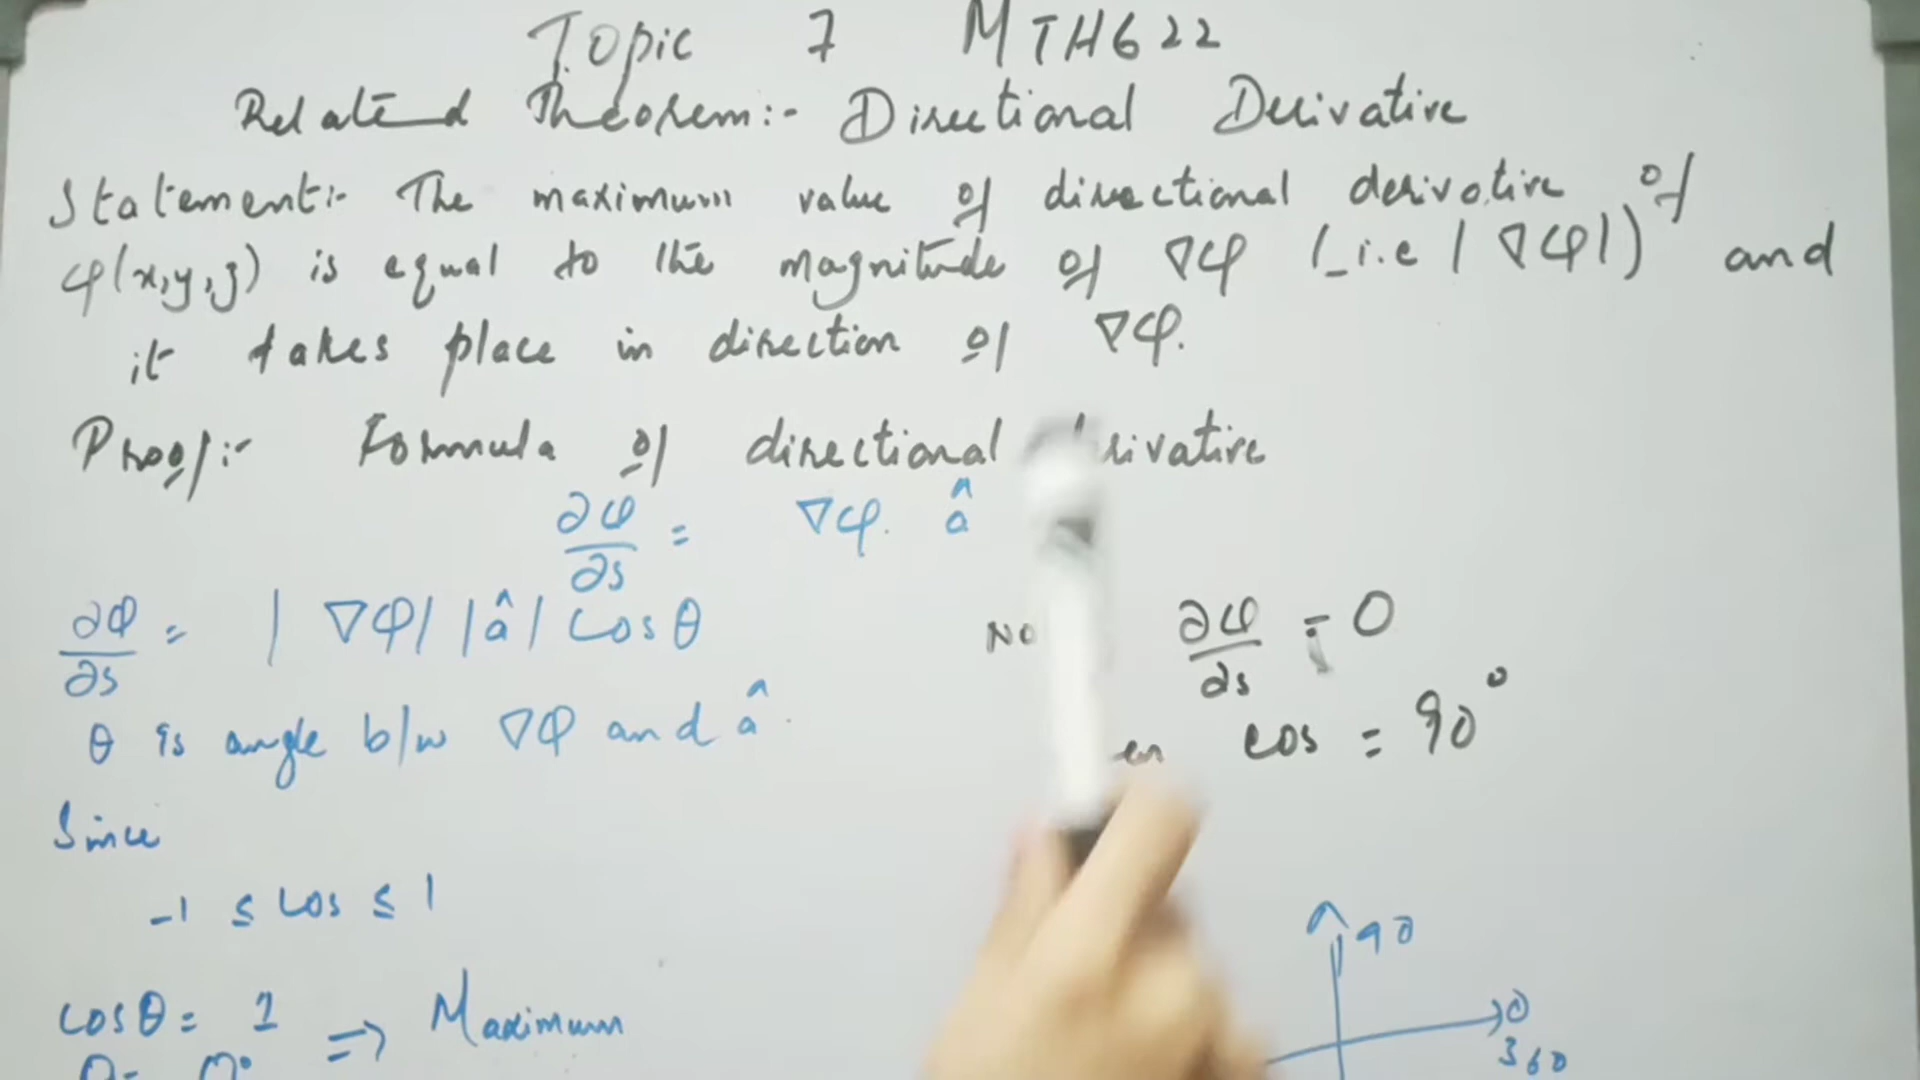 Topic 7 MTH622
Related Theorem:- Directional Derivative
Statement:- The maximum value of directional derivative of
φ(x,y,z) is equal to the magnitude of ∇φ (i.e |∇φ|) and
it takes place in direction of ∇φ.
Proof:- Formula of directional
∂φ/∂s = ∇φ. â
∂φ/∂s = |∇φ| |â| Cosθ
θ is angle b/w ∇φ and â.
Since
-1 ≤ Cos ≤ 1
cosθ = 1 => Maximum
∂φ/∂s = 0
cos = 90°
90
0
360